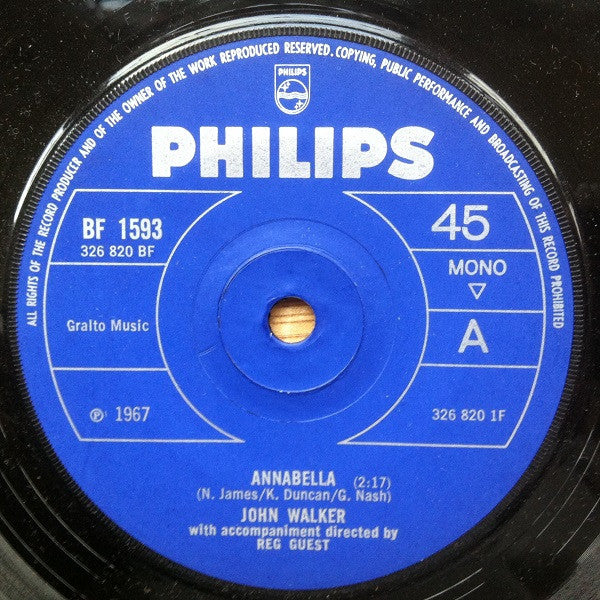 ALL RIGHTS OF THE RECORD PRODUCER AND OF THE OWNER OF THE WORK REPRODUCED RESERVED. COPYING, PUBLIC PERFORMANCE AND BROADCASTING OF THIS RECORD PROHIBITED
PHILIPS
PHILIPS
BF 1593
326 820 BF
45
MONO
Gralto Music
A
℗ 1967
326 820 1F
ANNABELLA (2:17)
(N. James/K. Duncan/G. Nash)
JOHN WALKER
with accompaniment directed by
REG GUEST